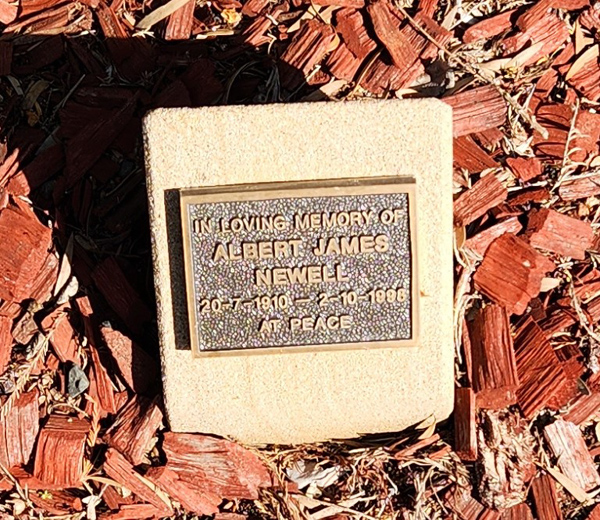 IN LOVING MEMORY OF
ALBERT JAMES
NEWELL
20-7-1910 — 2-10-1998
AT PEACE